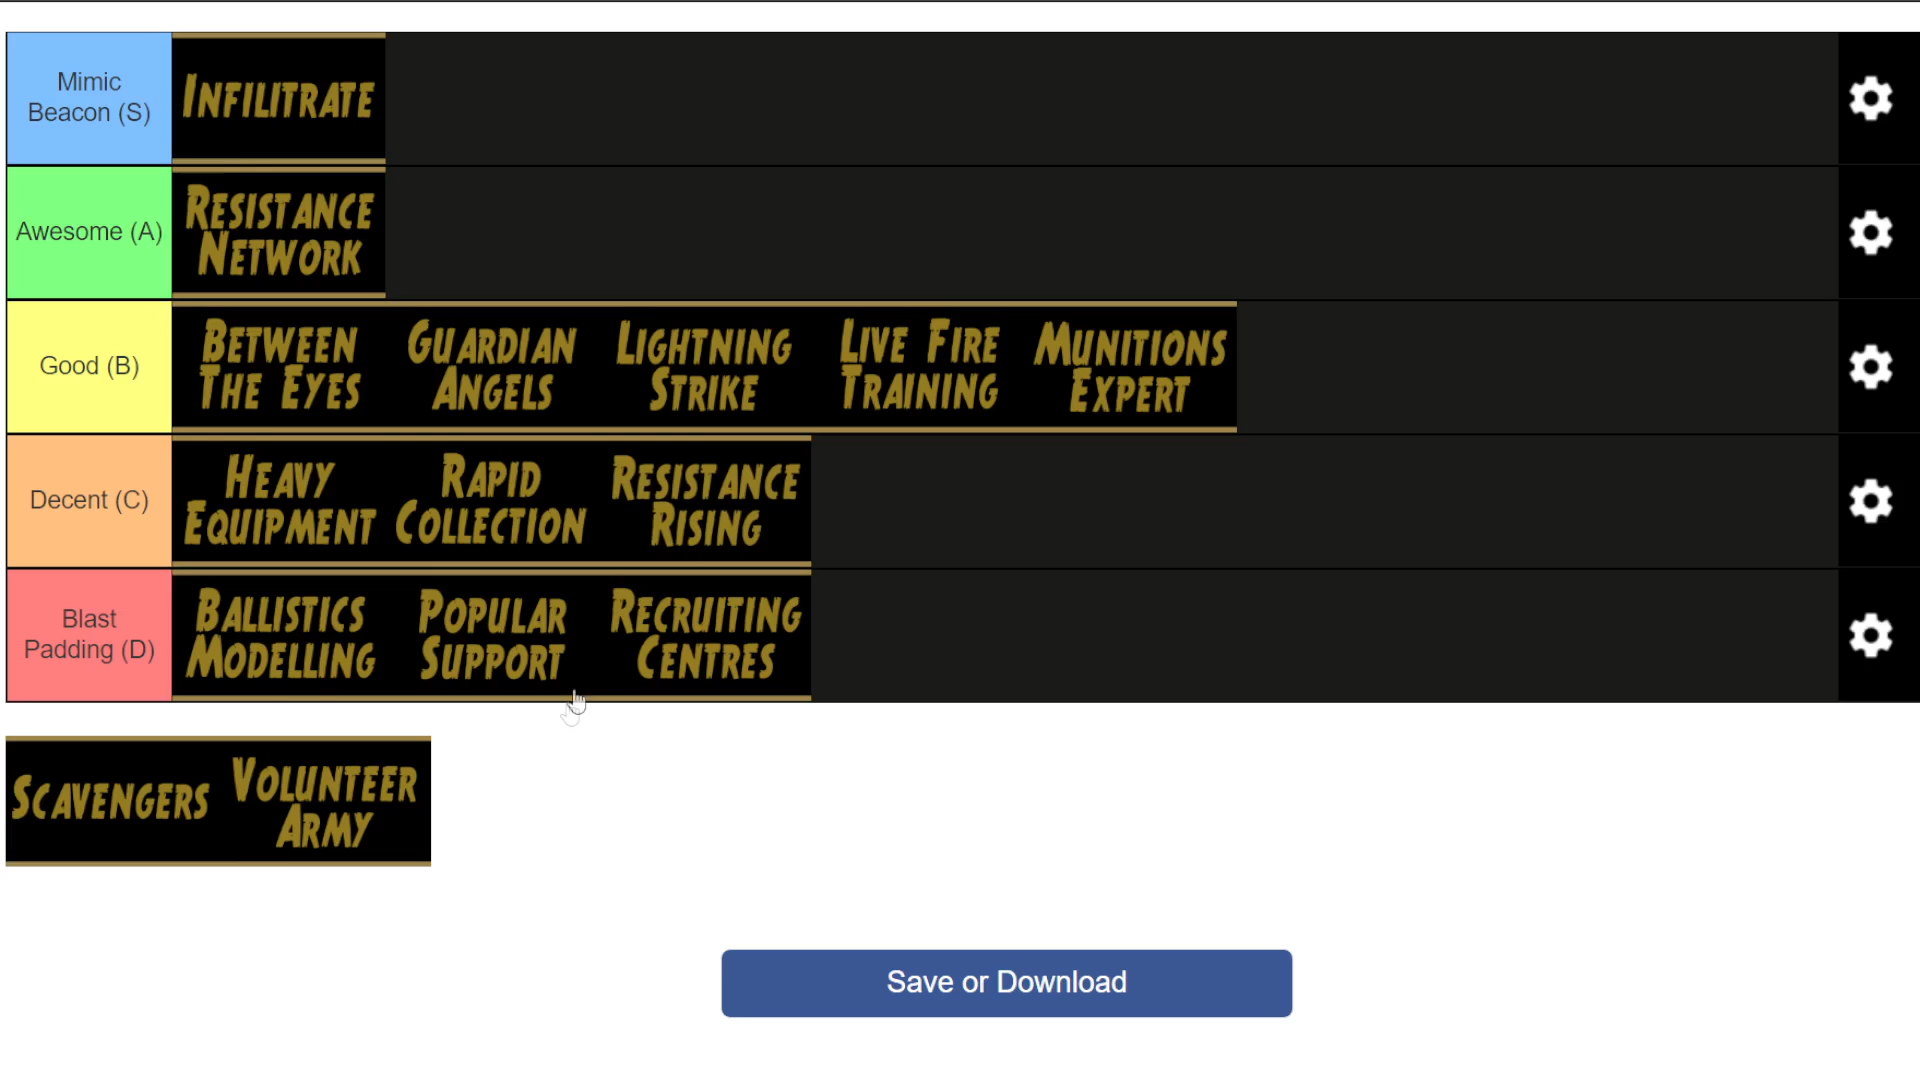 Mimic
Beacon (S)
INFILITRATE
Awesome (A)
RESISTANCE
NETWORK
Good (B)
BETWEEN
THE EYES
GUARDIAN
ANGELS
LIGHTNING
STRIKE
LIVE FIRE
TRAINING
MUNITIONS
EXPERT
Decent (C)
HEAVY
EQUIPMENT
RAPID
COLLECTION
RESISTANCE
RISING
Blast
Padding (D)
BALLISTICS
MODELLING
POPULAR
SUPPORT
RECRUITING
CENTRES
SCAVENGERS
VOLUNTEER
ARMY
Save or Download